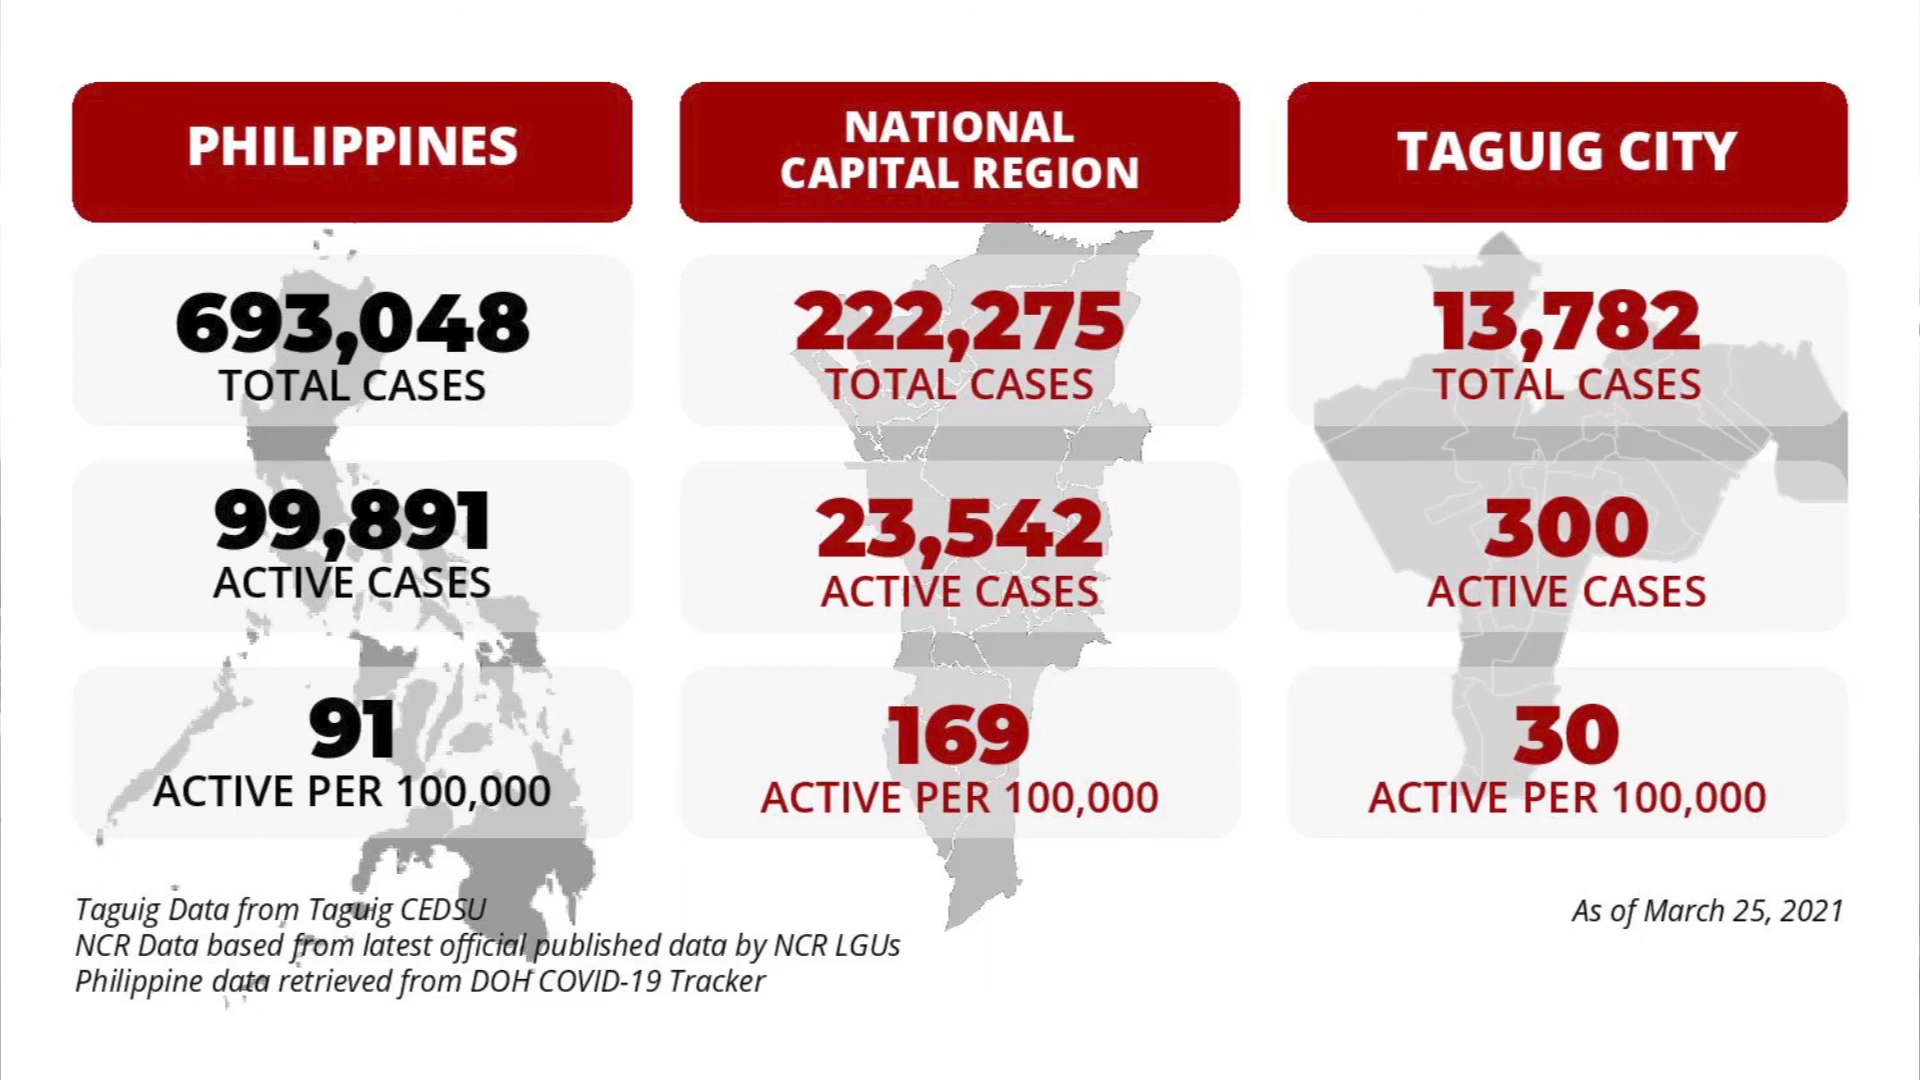 PHILIPPINES
693,048
TOTAL CASES
99,891
ACTIVE CASES
91
ACTIVE PER 100,000
NATIONAL
CAPITAL REGION
222,275
TOTAL CASES
23,542
ACTIVE CASES
169
ACTIVE PER 100,000
TAGUIG CITY
13,782
TOTAL CASES
300
ACTIVE CASES
30
ACTIVE PER 100,000
Taguig Data from Taguig CEDSU
NCR Data based from latest official published data by NCR LGUs
Philippine data retrieved from DOH COVID-19 Tracker
As of March 25, 2021